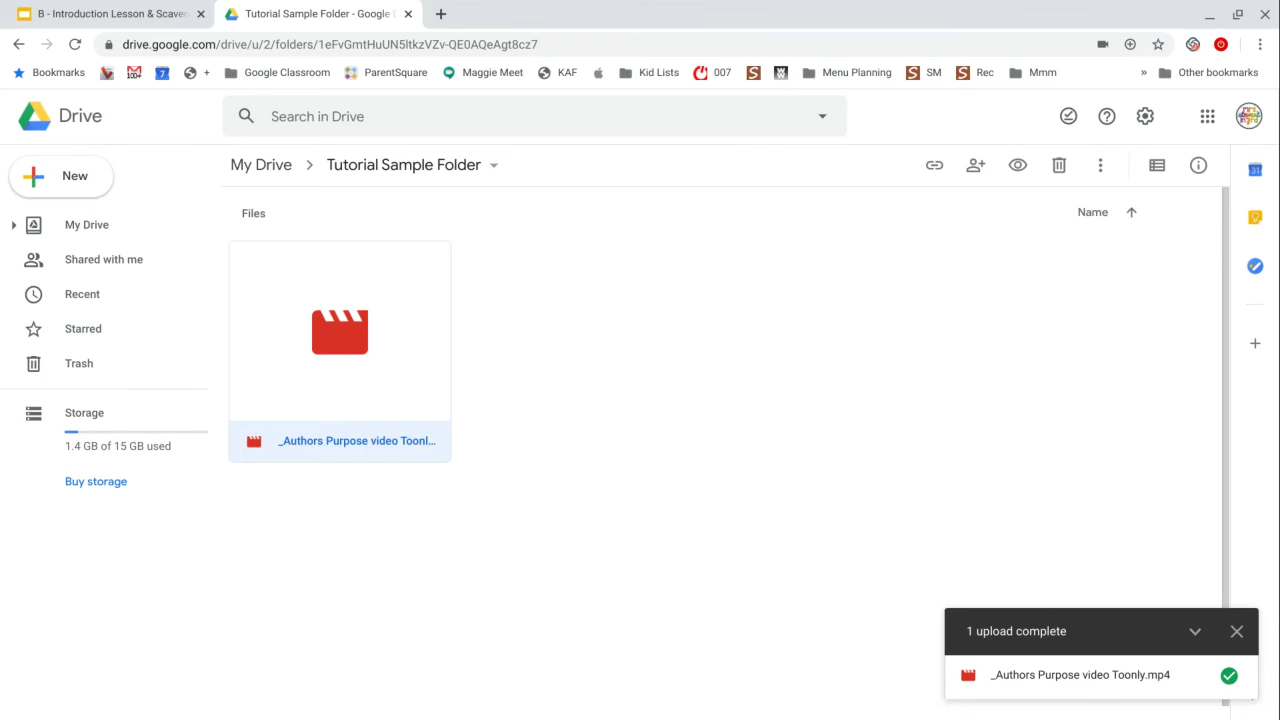 B - Introduction Lesson & Scaven
Tutorial Sample Folder - Google D
drive.google.com/drive/u/2/folders/1eFvGmtHuUN5ltkzVZv-QE0AQeAgt8cz7
Bookmarks
100+
7
+
Google Classroom
ParentSquare
Maggie Meet
KAF
Kid Lists
007
S
W
Menu Planning
S
SM
S
Rec
Mmm
»
Other bookmarks
Drive
Search in Drive
New
My Drive > Tutorial Sample Folder
31
My Drive
Files
Name
Shared with me
Recent
Starred
Trash
Storage
1.4 GB of 15 GB used
_Authors Purpose video Toonl...
Buy storage
1 upload complete
_Authors Purpose video Toonly.mp4